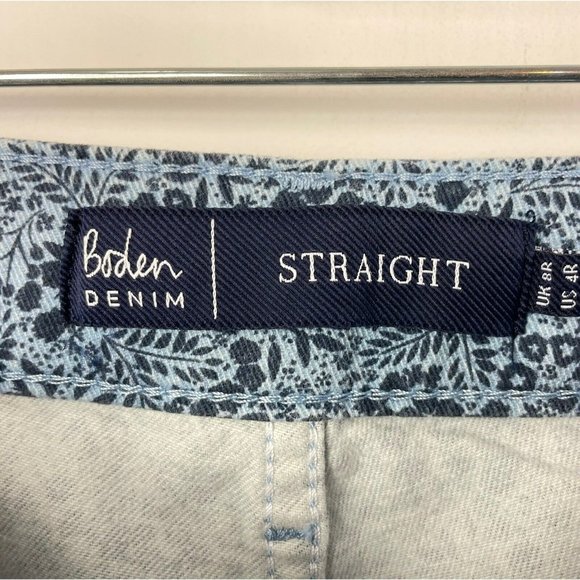 Boden
DENIM
STRAIGHT
UK 8R
US 4R